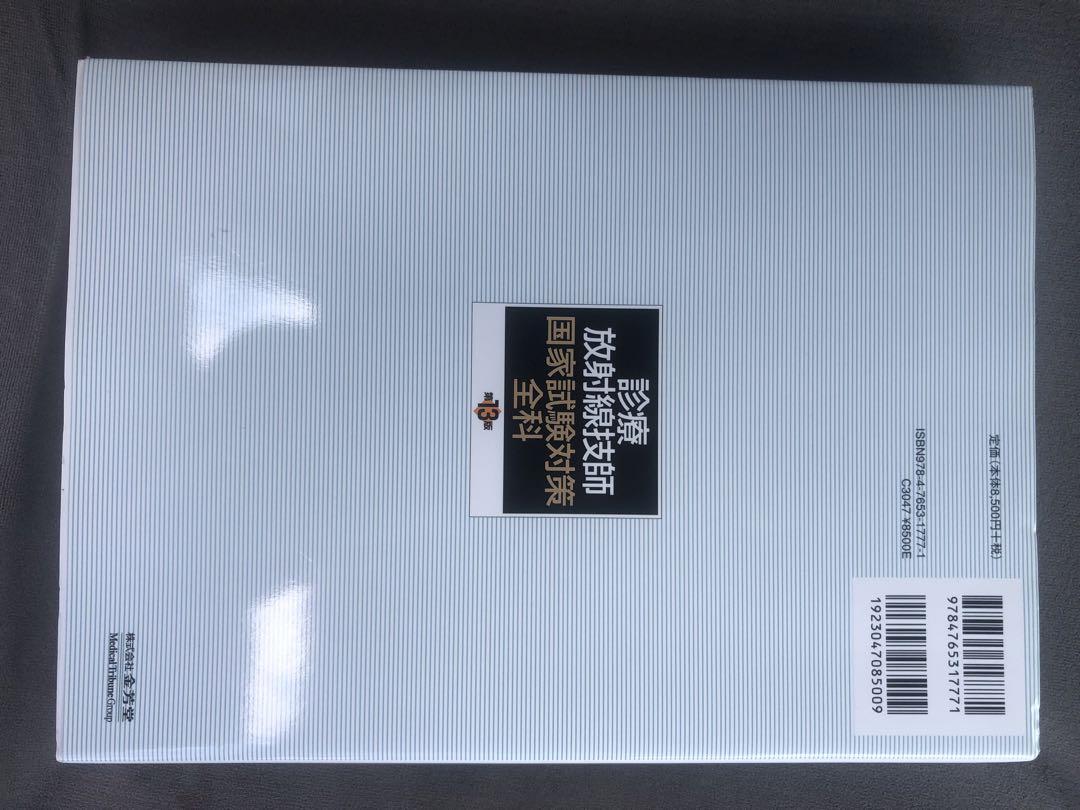 定価(本体8,500円+税)
ISBN978-4-7653-1777-1
C3047 ¥8500E
9784765317771
1923047085009
診療
放射線技師
国家試験対策
全科
第13版
株式会社 金芳堂
Medical Tribune Group